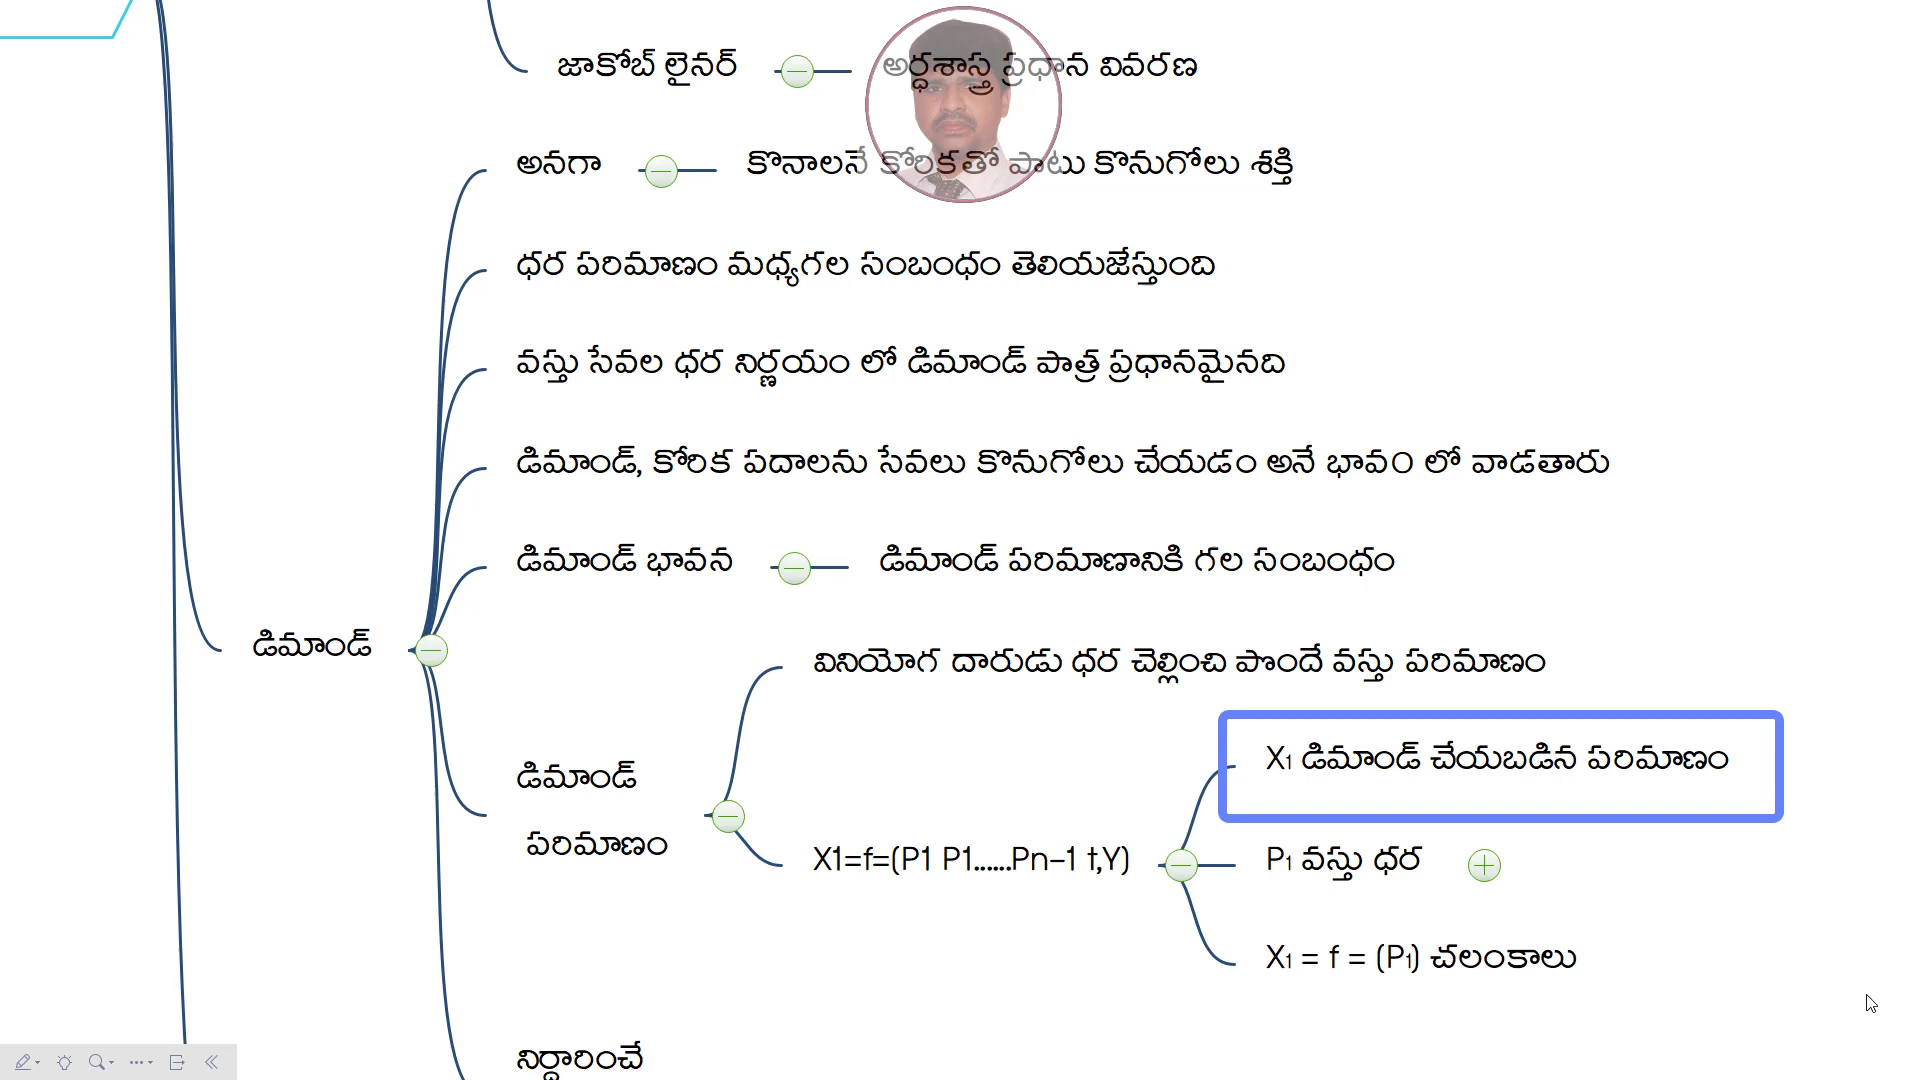 జాకోబ్ లైనర్
అర్ధశాస్త్ర ప్రధాన వివరణ
అనగా
కొనాలనే కోరికతో పాటు కొనుగోలు శక్తి
ధర పరిమాణం మధ్యగల సంబంధం తెలియజేస్తుంది
వస్తు సేవల ధర నిర్ణయం లో డిమాండ్ పాత్ర ప్రధానమైనది
డిమాండ్, కోరిక పదాలను సేవలు కొనుగోలు చేయడం అనే భావం లో వాడతారు
డిమాండ్ భావన
డిమాండ్ పరిమాణానికి గల సంబంధం
డిమాండ్
వినియోగ దారుడు ధర చెల్లించి పొందే వస్తు పరిమాణం
డిమాండ్
పరిమాణం
X1=f=(P1 P1......Pn-1 t,Y)
X₁ డిమాండ్ చేయబడిన పరిమాణం
P₁ వస్తు ధర
X₁ = f = (P₁) చలంకాలు
నిర్ధారించే